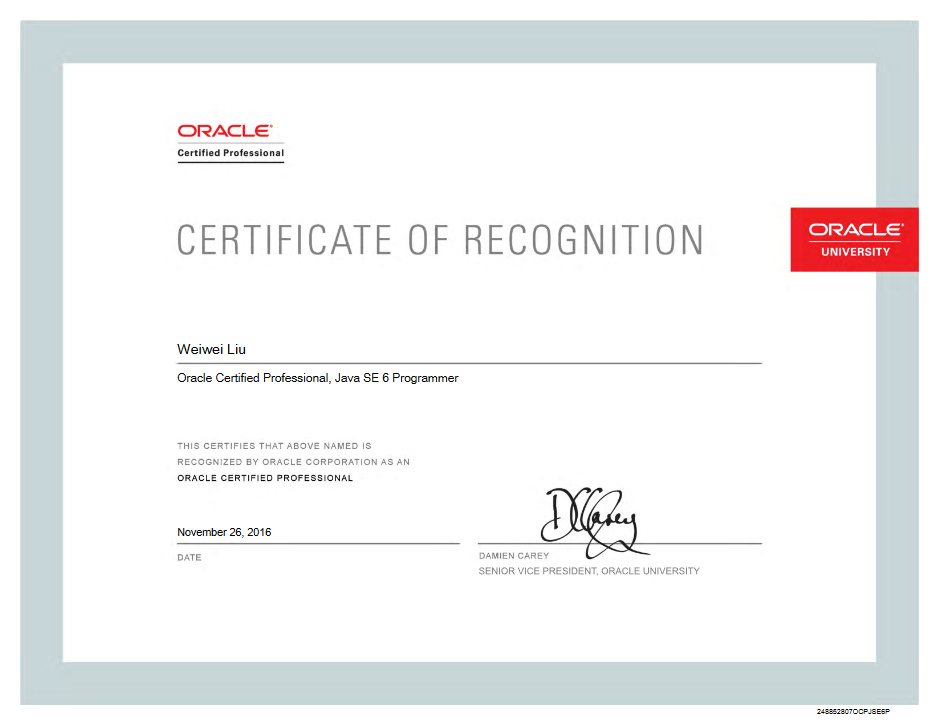 ORACLE®
Certified Professional
CERTIFICATE OF RECOGNITION
ORACLE®
UNIVERSITY
Weiwei Liu
Oracle Certified Professional, Java SE 6 Programmer
THIS CERTIFIES THAT ABOVE NAMED IS
RECOGNIZED BY ORACLE CORPORATION AS AN
ORACLE CERTIFIED PROFESSIONAL
DCarey
November 26, 2016
DATE
DAMIEN CAREY
SENIOR VICE PRESIDENT, ORACLE UNIVERSITY
248852807OCPJSE6P